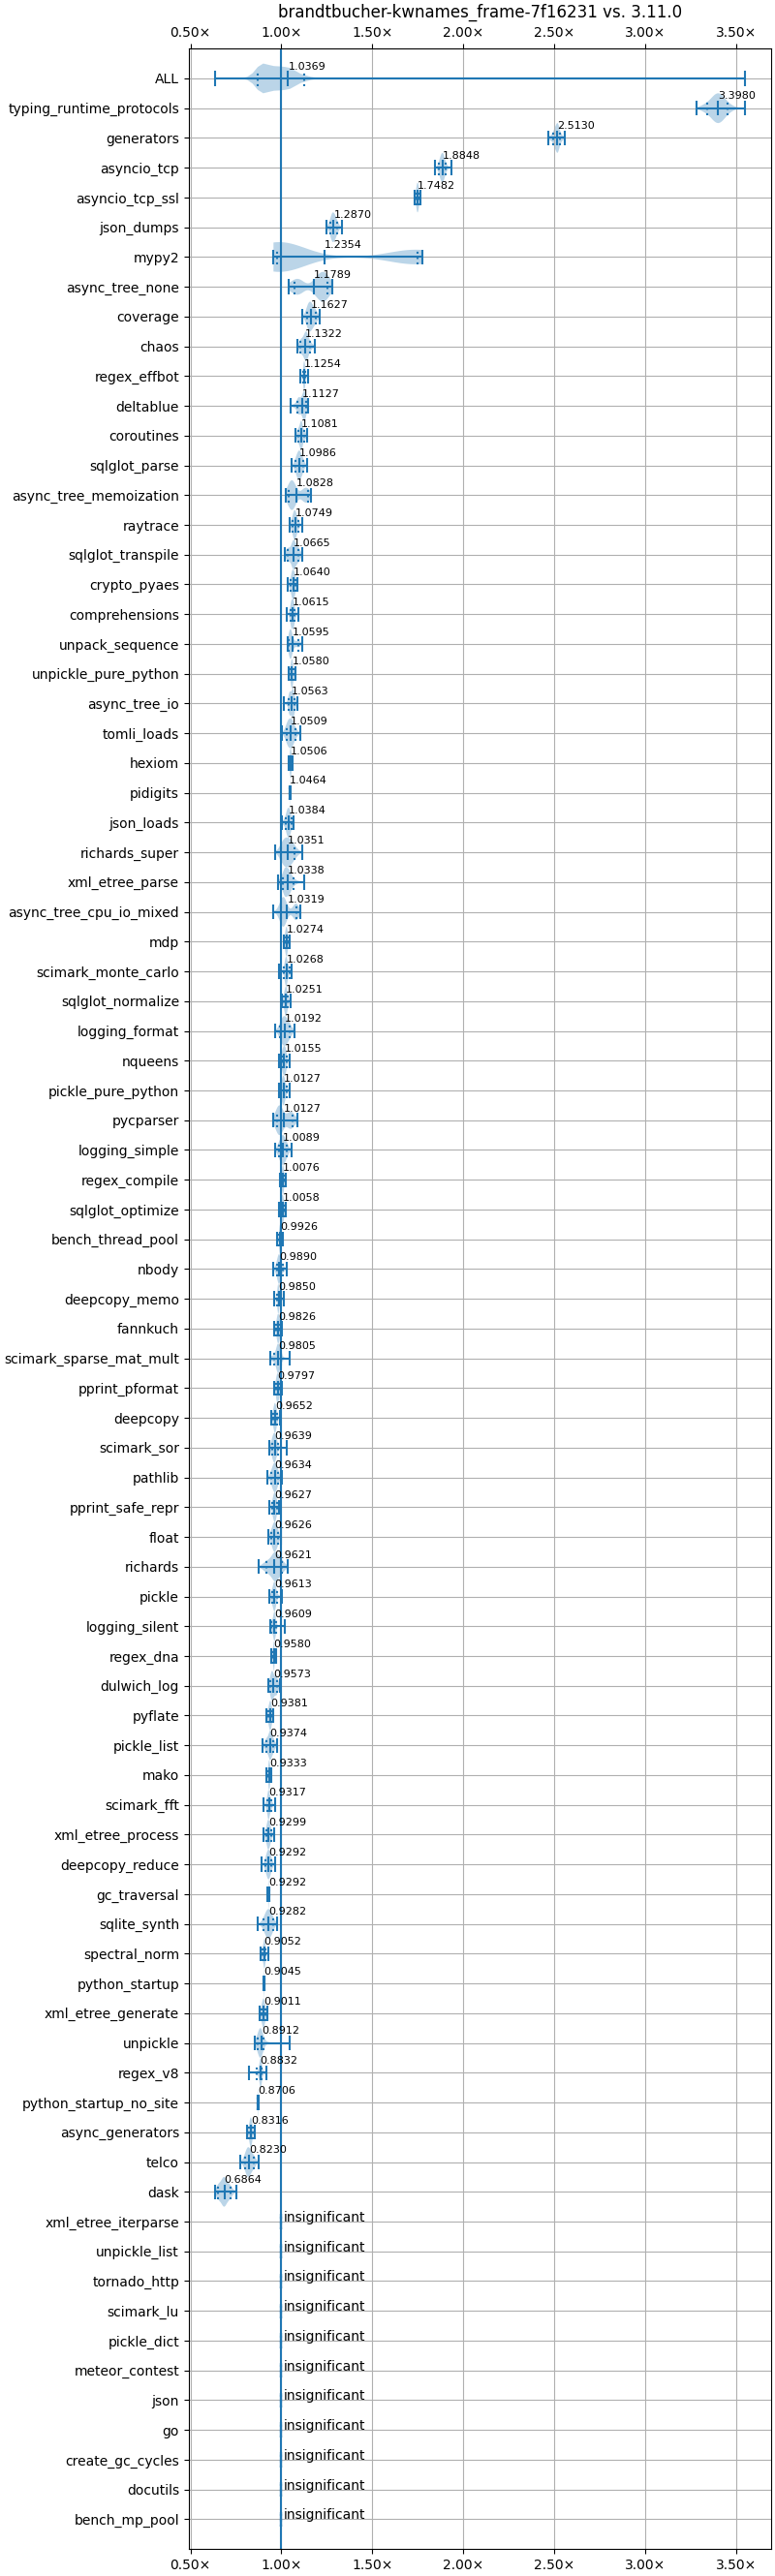 brandtbucher-kwnames_frame-7f16231 vs. 3.11.0
0.50× 1.00× 1.50× 2.00× 2.50× 3.00× 3.50×
ALL 1.0369
typing_runtime_protocols 3.3980
generators 2.5130
asyncio_tcp 1.8848
asyncio_tcp_ssl 1.7482
json_dumps 1.2870
mypy2 1.2354
async_tree_none 1.1789
coverage 1.1627
chaos 1.1322
regex_effbot 1.1254
deltablue 1.1127
coroutines 1.1081
sqlglot_parse 1.0986
async_tree_memoization 1.0828
raytrace 1.0749
sqlglot_transpile 1.0665
crypto_pyaes 1.0640
comprehensions 1.0615
unpack_sequence 1.0595
unpickle_pure_python 1.0580
async_tree_io 1.0563
tomli_loads 1.0509
hexiom 1.0506
pidigits 1.0464
json_loads 1.0384
richards_super 1.0351
xml_etree_parse 1.0338
async_tree_cpu_io_mixed 1.0319
mdp 1.0274
scimark_monte_carlo 1.0268
sqlglot_normalize 1.0251
logging_format 1.0192
nqueens 1.0155
pickle_pure_python 1.0127
pycparser 1.0127
logging_simple 1.0089
regex_compile 1.0076
sqlglot_optimize 1.0058
bench_thread_pool 0.9926
nbody 0.9890
deepcopy_memo 0.9850
fannkuch 0.9826
scimark_sparse_mat_mult 0.9805
pprint_pformat 0.9797
deepcopy 0.9652
scimark_sor 0.9639
pathlib 0.9634
pprint_safe_repr 0.9627
float 0.9626
richards 0.9621
pickle 0.9613
logging_silent 0.9609
regex_dna 0.9580
dulwich_log 0.9573
pyflate 0.9381
pickle_list 0.9374
mako 0.9333
scimark_fft 0.9317
xml_etree_process 0.9299
deepcopy_reduce 0.9292
gc_traversal 0.9292
sqlite_synth 0.9282
spectral_norm 0.9052
python_startup 0.9045
xml_etree_generate 0.9011
unpickle 0.8912
regex_v8 0.8832
python_startup_no_site 0.8706
async_generators 0.8316
telco 0.8230
dask 0.6864
xml_etree_iterparse insignificant
unpickle_list insignificant
tornado_http insignificant
scimark_lu insignificant
pickle_dict insignificant
meteor_contest insignificant
json insignificant
go insignificant
create_gc_cycles insignificant
docutils insignificant
bench_mp_pool insignificant
0.50× 1.00× 1.50× 2.00× 2.50× 3.00× 3.50×